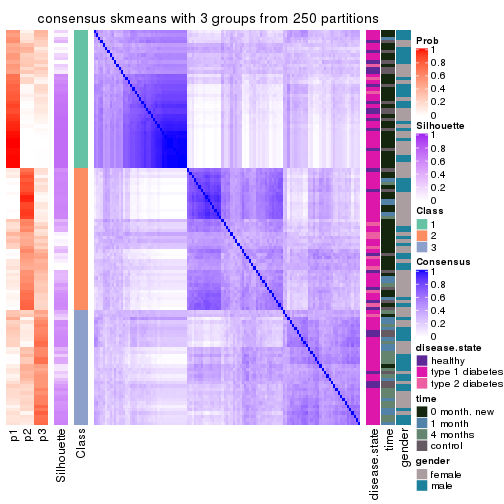 consensus skmeans with 3 groups from 250 partitions
Prob
1
0.8
0.6
0.4
0.2
0
Silhouette
1
0.8
0.6
0.4
0.2
0
Class
1
2
3
Consensus
1
0.8
0.6
0.4
0.2
0
disease.state
healthy
type 1 diabetes
type 2 diabetes
time
0 month, new
1 month
4 months
control
gender
female
male
p1
p2
p3
Silhouette
Class
disease.state
time
gender